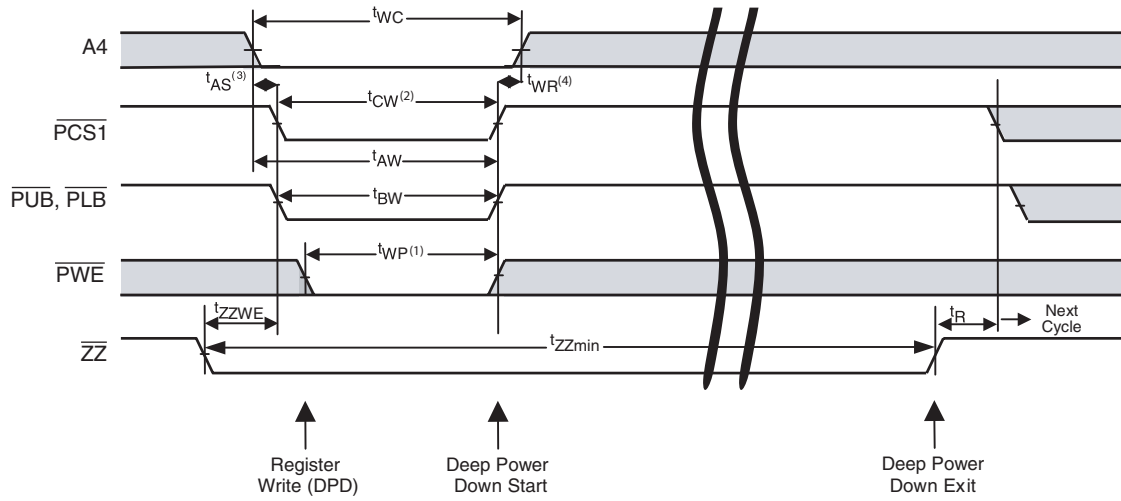 tWC
A4
tAS(3)
tWR(4)
tCW(2)
PCS1
tAW
PUB, PLB
tBW
tWP(1)
PWE
tZZWE
tR
Next
Cycle
tZZmin
ZZ
Register
Write (DPD)
Deep Power
Down Start
Deep Power
Down Exit